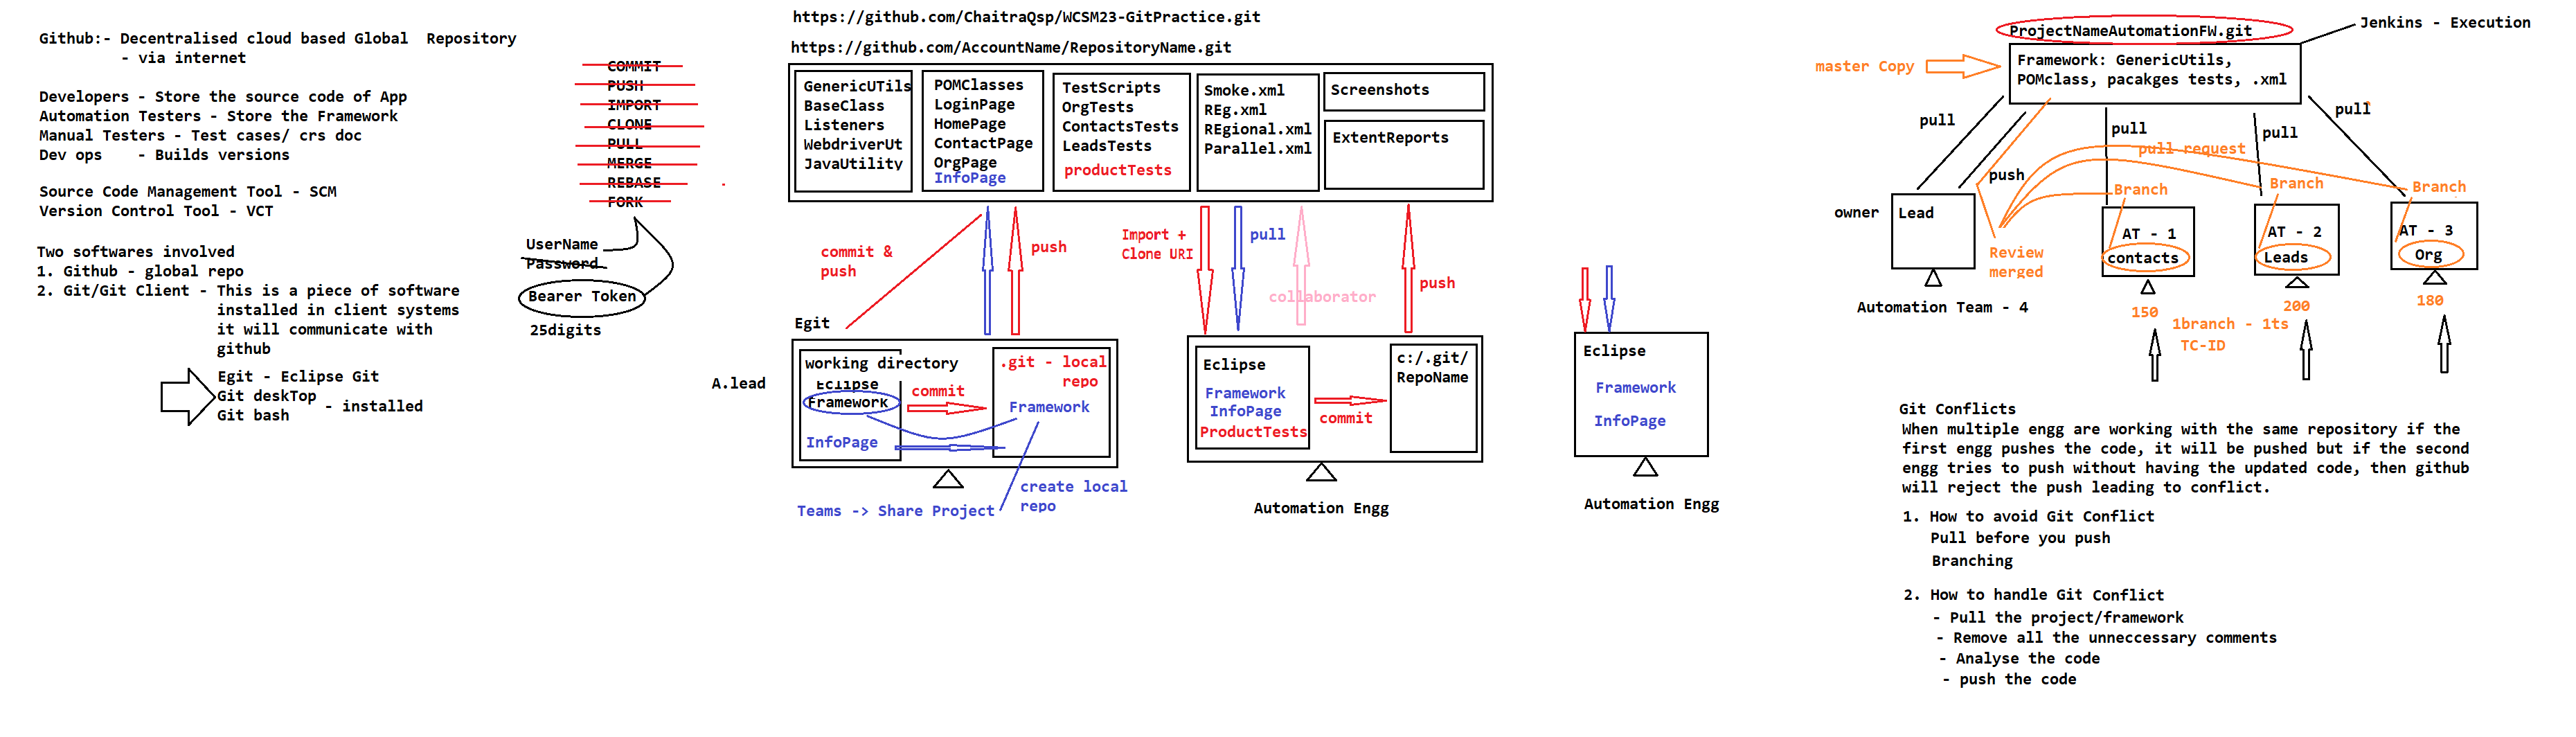 Github:- Decentralised cloud based Global  Repository
- via internet
Developers - Store the source code of App
Automation Testers - Store the Framework
Manual Testers - Test cases/ crs doc
Dev ops    - Builds versions
Source Code Management Tool - SCM
Version Control Tool - VCT
Two softwares involved
1. Github - global repo
2. Git/Git Client - This is a piece of software
installed in client systems
it will communicate with
github
Egit - Eclipse Git
Git deskTop
Git bash
- installed
COMMIT
PUSH
IMPORT
CLONE
PULL
MERGE
REBASE
FORK
UserName
Password
Bearer Token
25digits
https://github.com/ChaitraQsp/WCSM23-GitPractice.git
https://github.com/AccountName/RepositoryName.git
GenericUTils
BaseClass
Listeners
WebdriverUt
JavaUtility
POMClasses
LoginPage
HomePage
ContactPage
OrgPage
InfoPage
TestScripts
OrgTests
ContactsTests
LeadsTests
productTests
Smoke.xml
REg.xml
REgional.xml
Parallel.xml
Screenshots
ExtentReports
commit &
push
push
Import +
Clone URI
pull
collaborator
push
Egit
A.lead
working directory
Eclipse
Framework
InfoPage
commit
.git - local
repo
Framework
Teams -> Share Project
create local
repo
Eclipse
Framework
InfoPage
ProductTests
commit
c:/.git/
RepoName
Automation Engg
Eclipse
Framework
InfoPage
Automation Engg
ProjectNameAutomationFW.git
Jenkins - Execution
master Copy
Framework: GenericUtils,
POMclass, pacakges tests, .xml
pull
pull
pull
pull
pull request
push
Branch
Branch
Branch
owner
Lead
Review
merged
AT - 1
contacts
AT - 2
Leads
AT - 3
Org
Automation Team - 4
150
200
180
1branch - 1ts
TC-ID
Git Conflicts
When multiple engg are working with the same repository if the
first engg pushes the code, it will be pushed but if the second
engg tries to push without having the updated code, then github
will reject the push leading to conflict.
1. How to avoid Git Conflict
Pull before you push
Branching
2. How to handle Git Conflict
- Pull the project/framework
- Remove all the unneccessary comments
- Analyse the code
- push the code